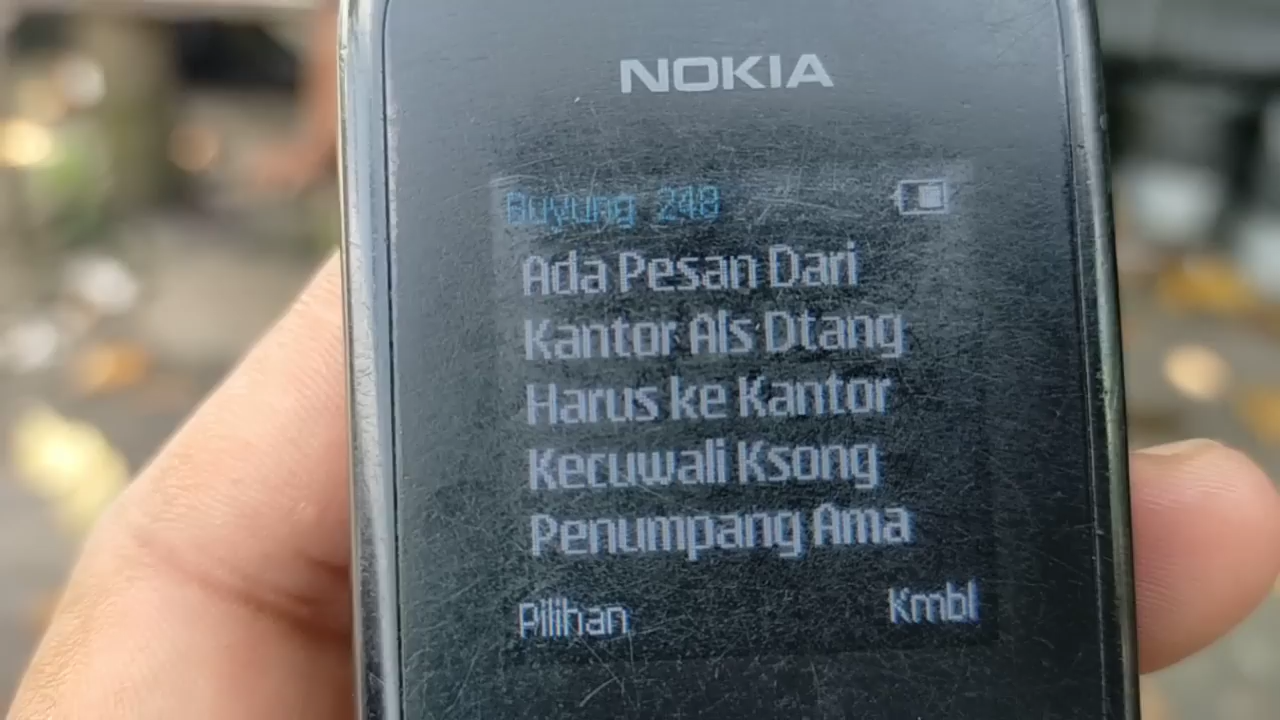 NOKIA
Buyung 248
Ada Pesan Dari
Kantor Als Dtang
Harus ke Kantor
Kecuwali Ksong
Penumpang Ama
Pilihan
Kmbl